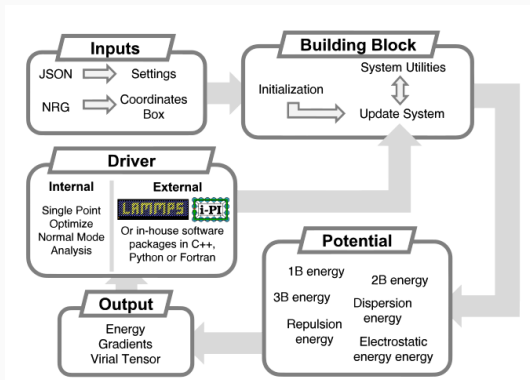 Inputs
JSON
Settings
NRG
Coordinates
Box
Building Block
System Utilities
Initialization
Update System
Driver
Internal
Single Point
Optimize
Normal Mode
Analysis
External
LAMMPS
i-PI
Or in-house software
packages in C++,
Python or Fortran
Potential
1B energy
2B energy
3B energy
Dispersion
energy
Repulsion
energy
Electrostatic
energy energy
Output
Energy
Gradients
Virial Tensor